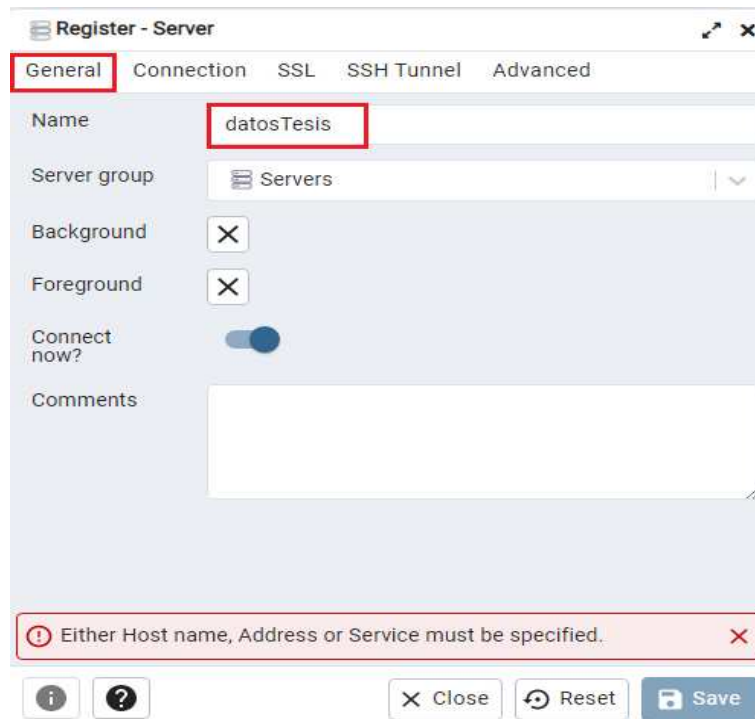 Register - Server
General Connection SSL SSH Tunnel Advanced
Name datosTesis
Server group Servers
Background
Foreground
Connect
now?
Comments
Either Host name, Address or Service must be specified.
Close Reset Save